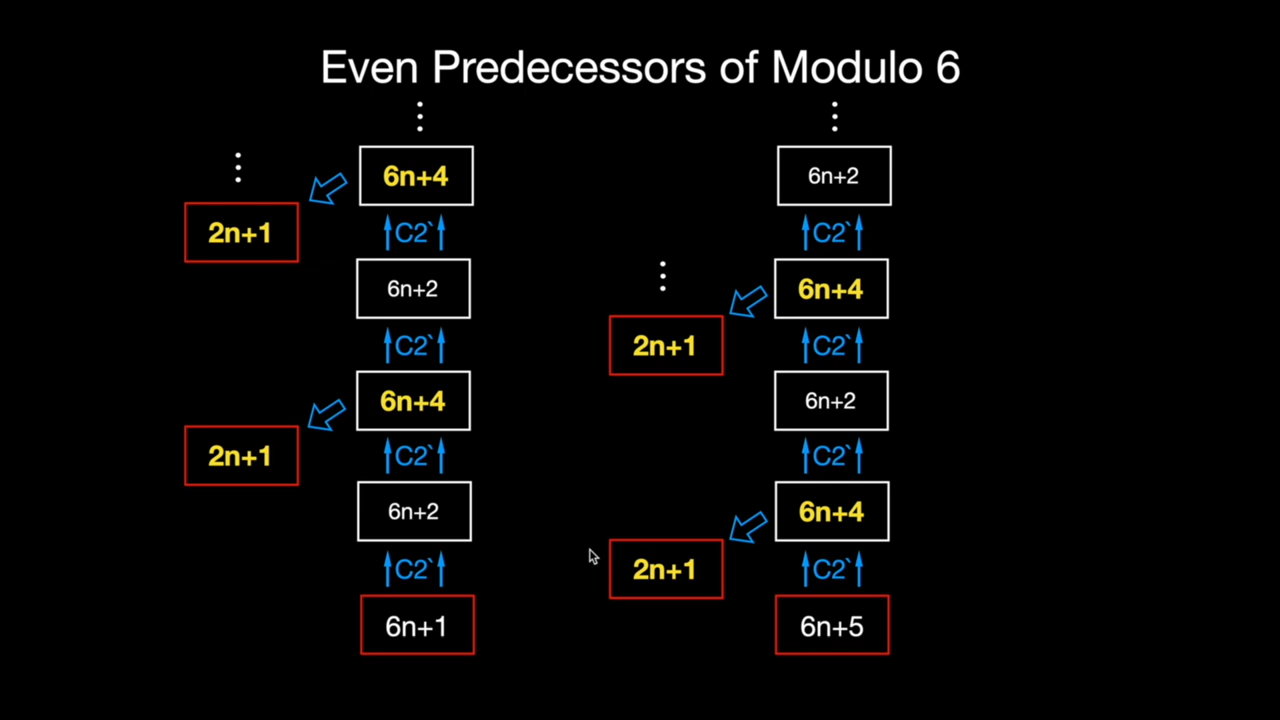 Even Predecessors of Modulo 6
6n+4
6n+2
2n+1
C2`
C2`
6n+2
6n+4
2n+1
C2`
C2`
6n+4
6n+2
2n+1
C2`
C2`
6n+2
6n+4
2n+1
C2`
C2`
6n+1
6n+5